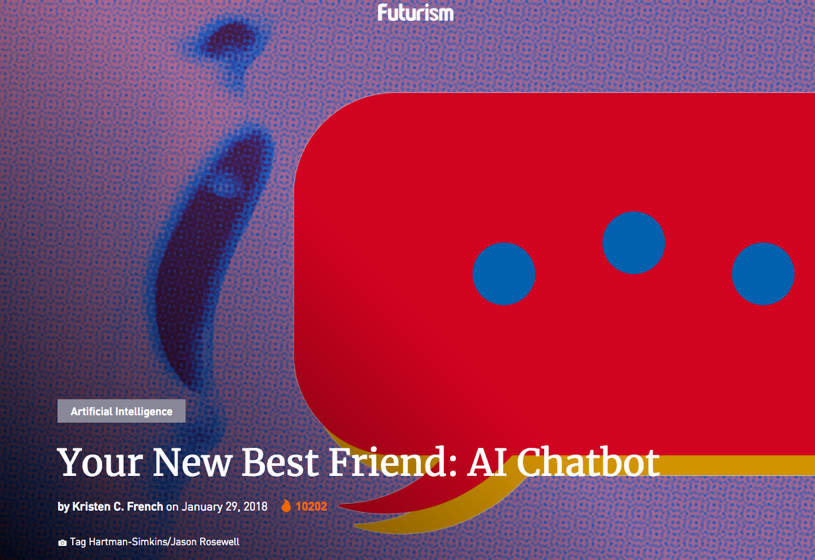 Futurism
Artificial Intelligence
Your New Best Friend: AI Chatbot
by Kristen C. French on January 29, 2018 10202
Tag Hartman-Simkins/Jason Rosewell